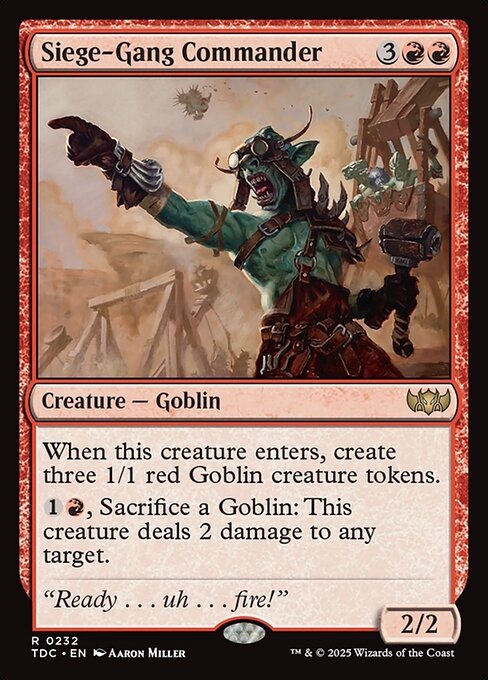 Siege-Gang Commander 3
Creature — Goblin
When this creature enters, create
three 1/1 red Goblin creature tokens.
1, Sacrifice a Goblin: This
creature deals 2 damage to any
target.
“Ready . . . uh . . . fire!”
2/2
R 0232
TDC • EN Aaron Miller
™ & © 2025 Wizards of the Coast